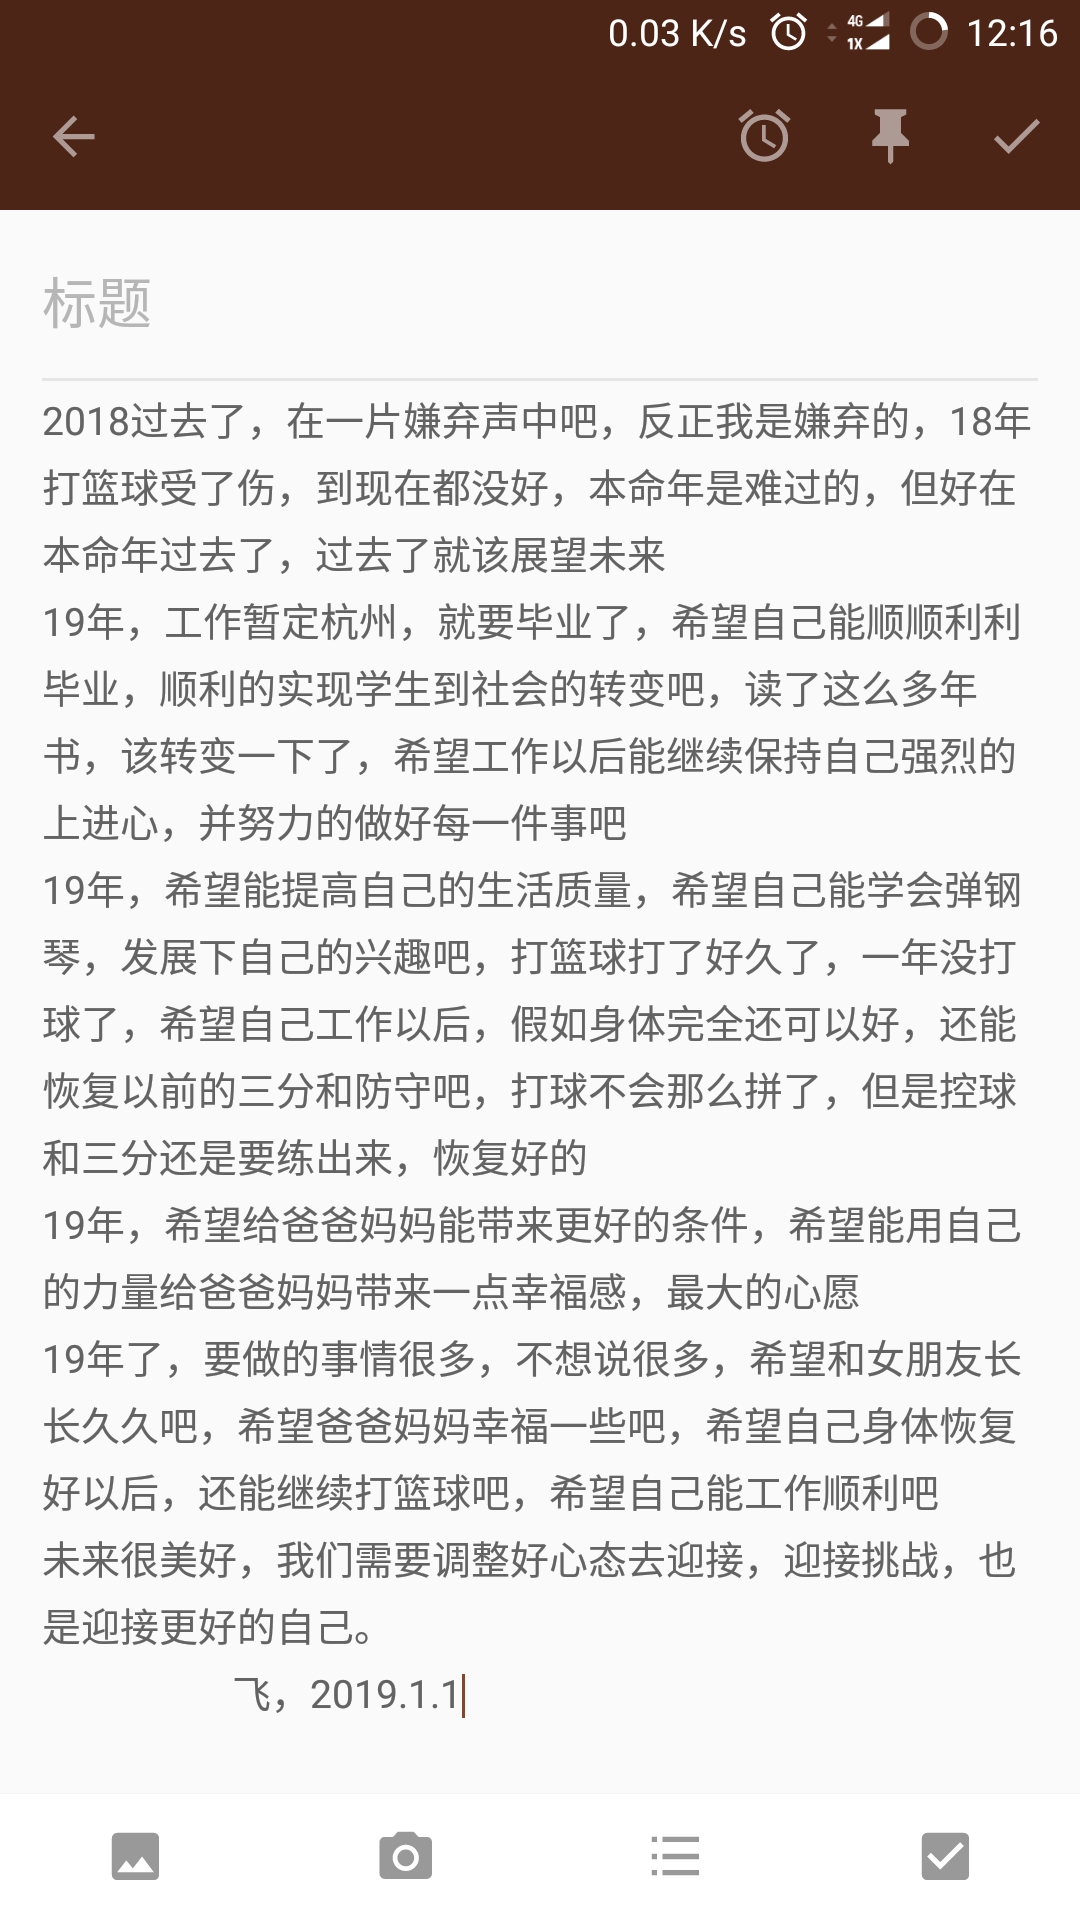 0.03 K/s 4G 1X 12:16
标题
2018过去了，在一片嫌弃声中吧，反正我是嫌弃的，18年
打篮球受了伤，到现在都没好，本命年是难过的，但好在
本命年过去了，过去了就该展望未来
19年，工作暂定杭州，就要毕业了，希望自己能顺顺利利
毕业，顺利的实现学生到社会的转变吧，读了这么多年
书，该转变一下了，希望工作以后能继续保持自己强烈的
上进心，并努力的做好每一件事吧
19年，希望能提高自己的生活质量，希望自己能学会弹钢
琴，发展下自己的兴趣吧，打篮球打了好久了，一年没打
球了，希望自己工作以后，假如身体完全还可以好，还能
恢复以前的三分和防守吧，打球不会那么拼了，但是控球
和三分还是要练出来，恢复好的
19年，希望给爸爸妈妈能带来更好的条件，希望能用自己
的力量给爸爸妈妈带来一点幸福感，最大的心愿
19年了，要做的事情很多，不想说很多，希望和女朋友长
长久久吧，希望爸爸妈妈幸福一些吧，希望自己身体恢复
好以后，还能继续打篮球吧，希望自己能工作顺利吧
未来很美好，我们需要调整好心态去迎接，迎接挑战，也
是迎接更好的自己。
飞，2019.1.1